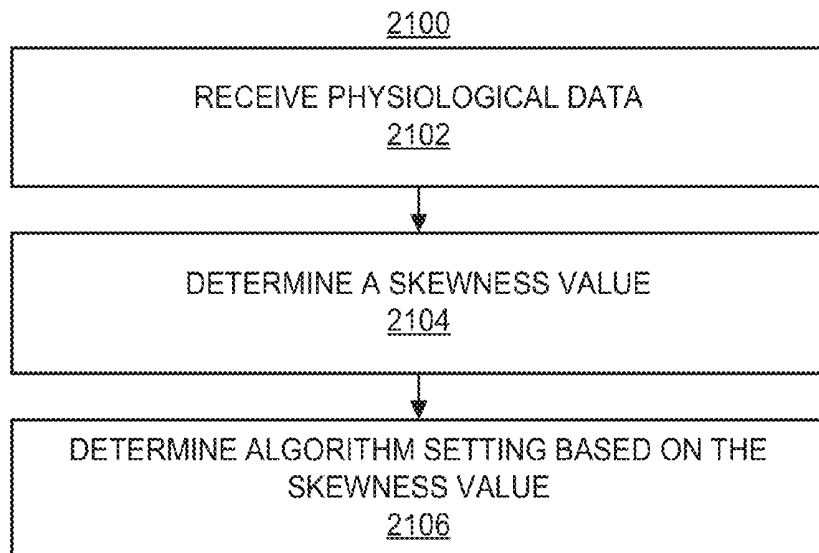 2100
RECEIVE PHYSIOLOGICAL DATA
2102
DETERMINE A SKEWNESS VALUE
2104
DETERMINE ALGORITHM SETTING BASED ON THE
SKEWNESS VALUE
2106